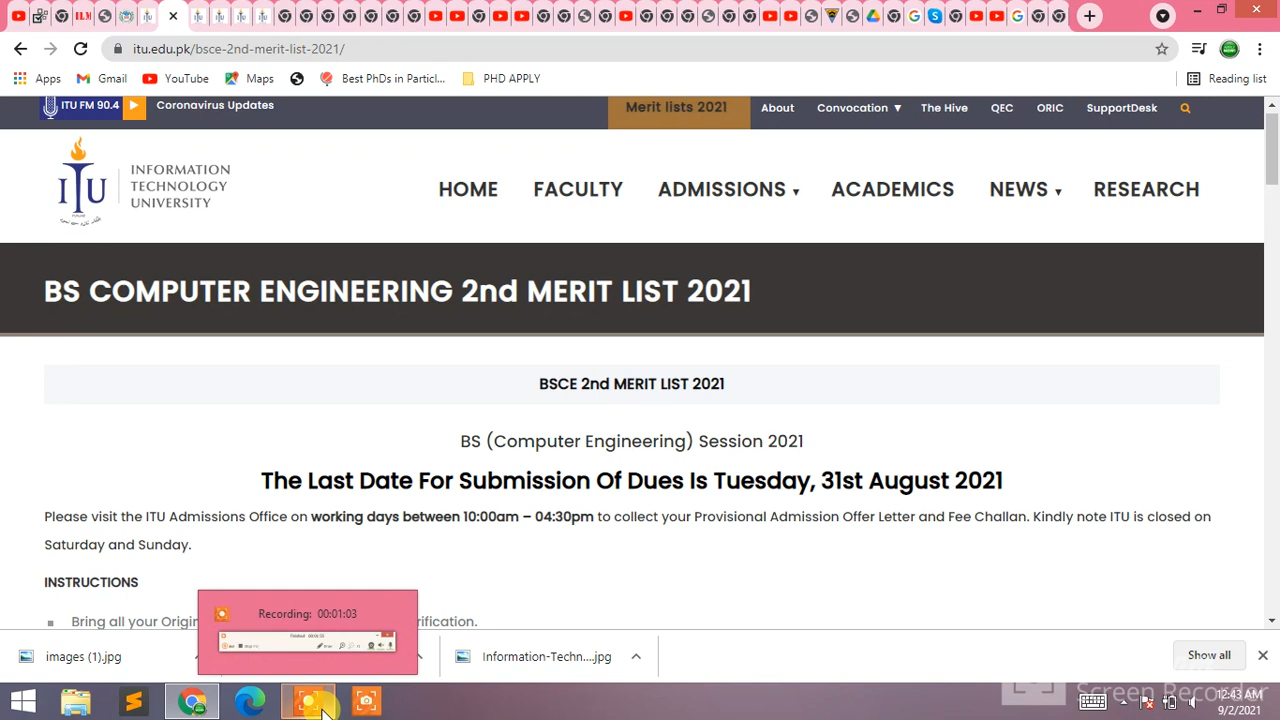 itu.edu.pk/bsce-2nd-merit-list-2021/
Apps Gmail YouTube Maps Best PhDs in Particl... PHD APPLY Reading list
ITU FM 90.4 Coronavirus Updates Merit lists 2021 About Convocation ▼ The Hive QEC ORIC SupportDesk
ITU INFORMATION
TECHNOLOGY
UNIVERSITY
HOME FACULTY ADMISSIONS ▾ ACADEMICS NEWS ▾ RESEARCH
BS COMPUTER ENGINEERING 2nd MERIT LIST 2021
BSCE 2nd MERIT LIST 2021
BS (Computer Engineering) Session 2021
The Last Date For Submission Of Dues Is Tuesday, 31st August 2021
Please visit the ITU Admissions Office on working days between 10:00am – 04:30pm to collect your Provisional Admission Offer Letter and Fee Challan. Kindly note ITU is closed on
Saturday and Sunday.
INSTRUCTIONS
Recording: 00:01:03
Bring all your Origin rification.
images (1).jpg Information-Techn....jpg Show all
Screen Recorder
12:43 AM
9/2/2021